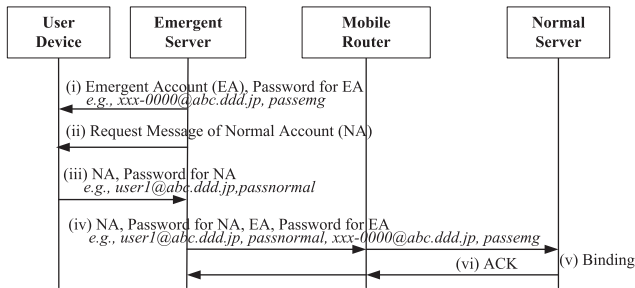 User Device
Emergent Server
Mobile Router
Normal Server
(i) Emergent Account (EA), Password for EA
e.g., xxx-0000@abc.ddd.jp, passemg
(ii) Request Message of Normal Account (NA)
(iii) NA, Password for NA
e.g., user1@abc.ddd.jp,passnormal
(iv) NA, Password for NA, EA, Password for EA
e.g., user1@abc.ddd.jp, passnormal, xxx-0000@abc.ddd.jp, passemg
(v) Binding
(vi) ACK